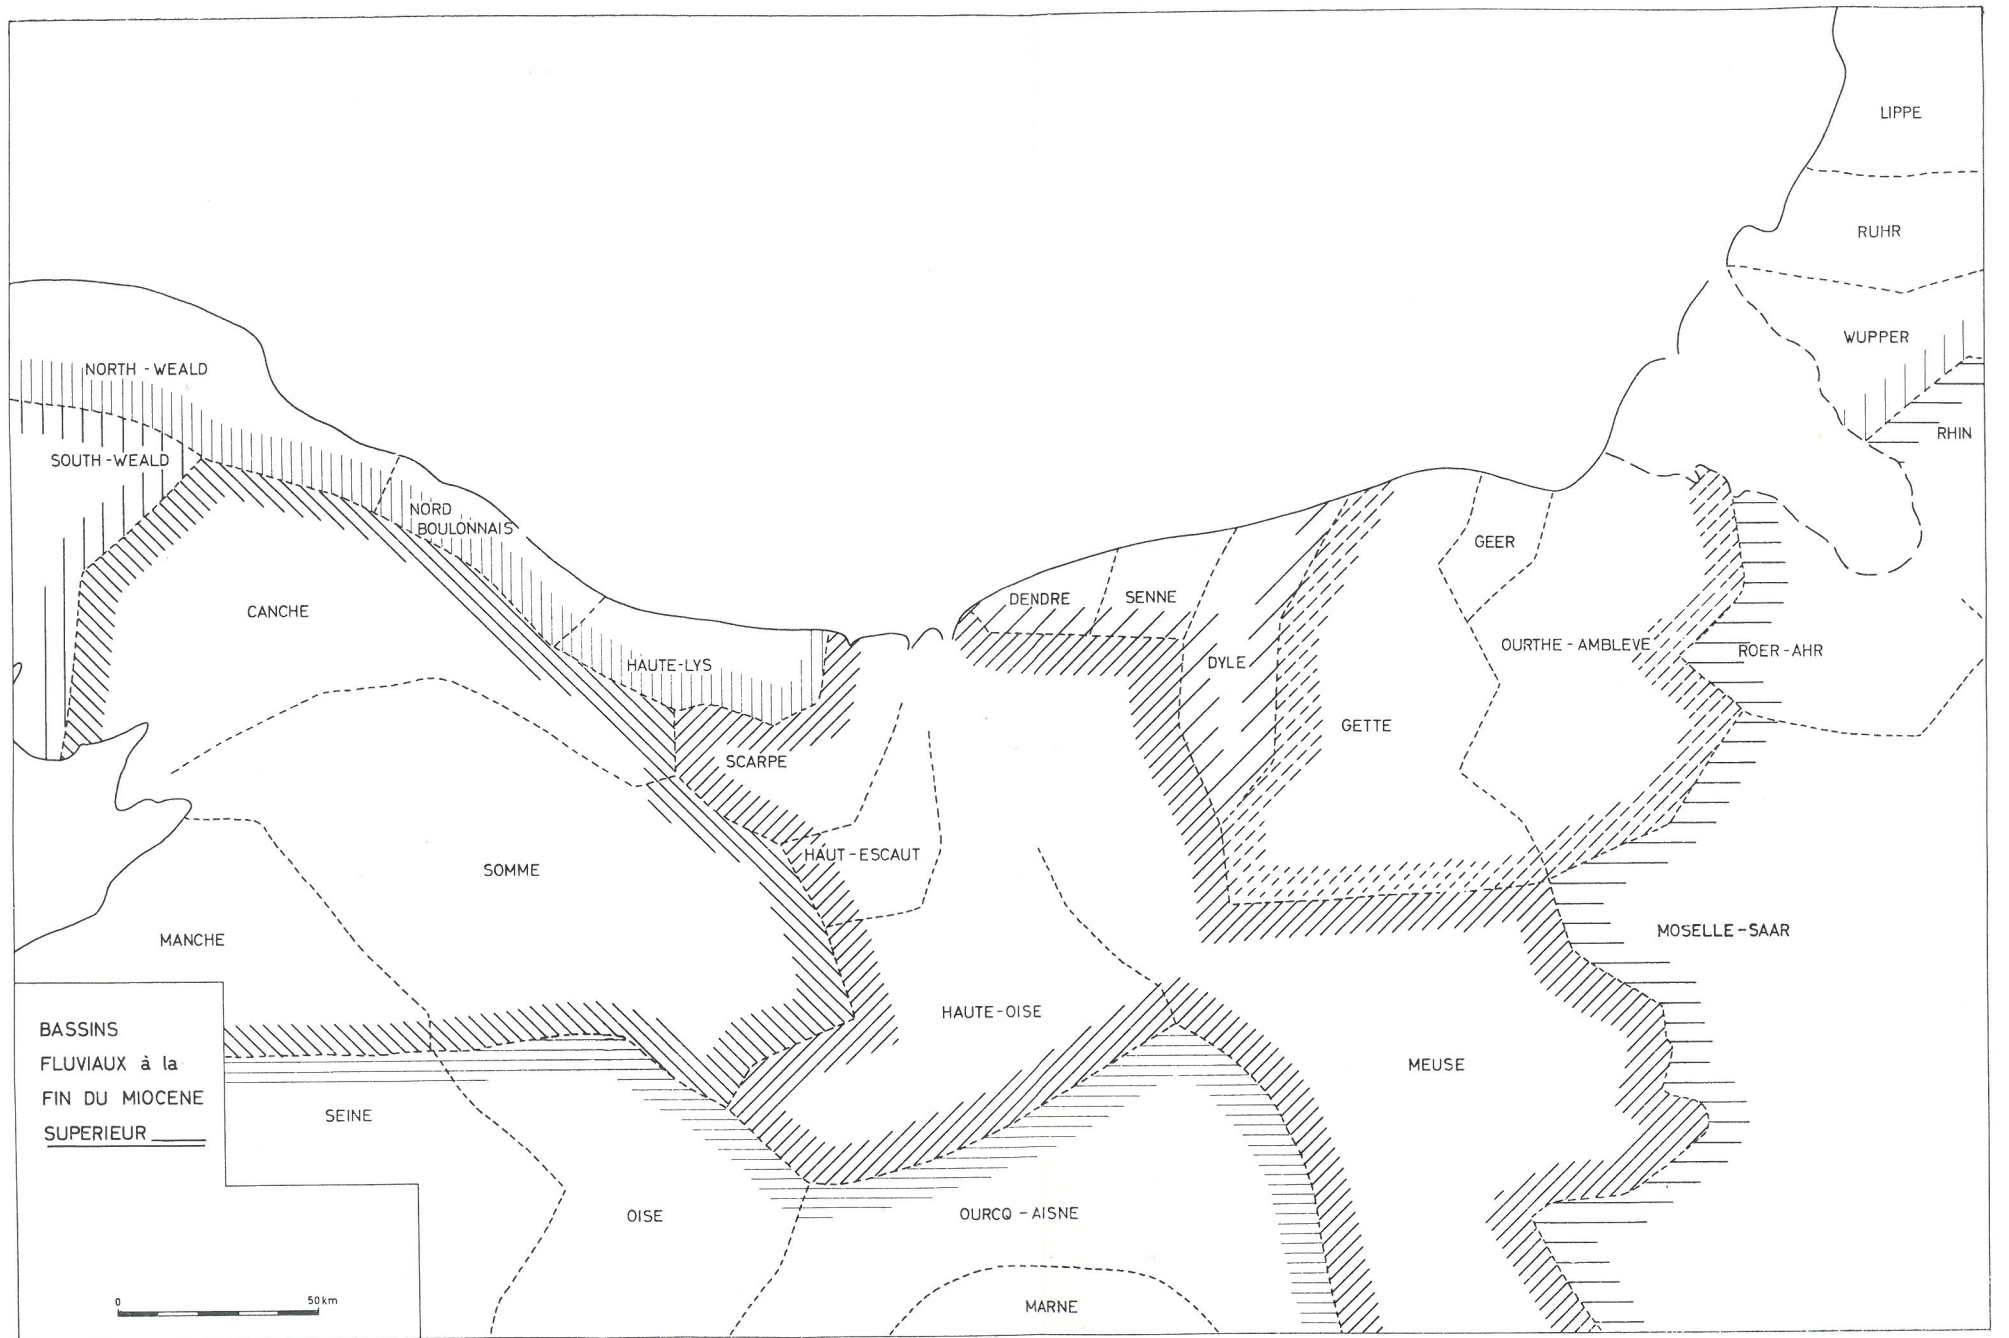 LIPPE
RUHR
WUPPER
RHIN
NORTH - WEALD
SOUTH - WEALD
NORD
BOULONNAIS
CANCHE
HAUTE-LYS
DENDRE
SENNE
DYLE
GEER
OURTHE - AMBLEVE
ROER - AHR
GETTE
SCARPE
HAUT - ESCAUT
SOMME
MANCHE
MOSELLE - SAAR
HAUTE - OISE
MEUSE
SEINE
OISE
OURCQ - AISNE
MARNE
BASSINS
FLUVIAUX à la
FIN DU MIOCENE
SUPERIEUR
0 50 km